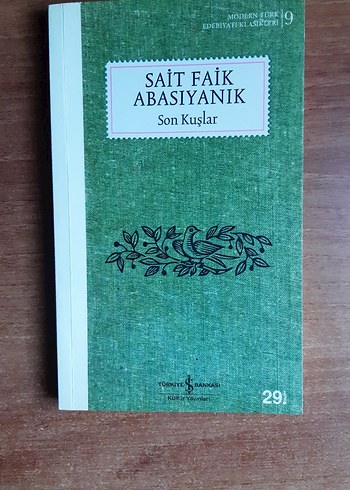 MODERN TÜRK
EDEBİYATI KLASİKLERİ 9
SAİT FAİK
ABASIYANIK
Son Kuşlar
TÜRKİYE İŞ BANKASI
Kültür Yayınları
29